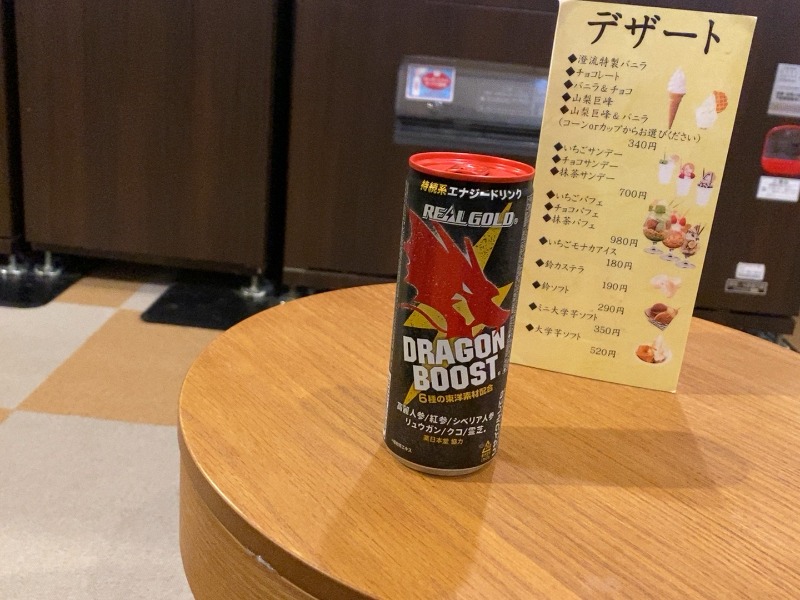 特濃系 エナジードリンク
REAL GOLD®
DRAGON
BOOST
6種の東洋素材配合
高麗人参/紅参/シベリア人参
リュウガン/クコ/霊芝*
薬日本堂 協力
デザート
◆澄流特製バニラ
◆チョコレート
◆バニラ&チョコ
◆山梨巨峰
◆山梨巨峰&バニラ
(コーンorカップからお選びください)
340円
◆いちごサンデー
◆チョコサンデー
◆抹茶サンデー
700円
◆いちごパフェ
◆チョコパフェ
◆抹茶パフェ
980円
◆いちごモナカアイス
180円
◆鈴カステラ
190円
◆鈴ソフト
290円
◆ミニ大学芋ソフト
350円
◆大学芋ソフト
520円